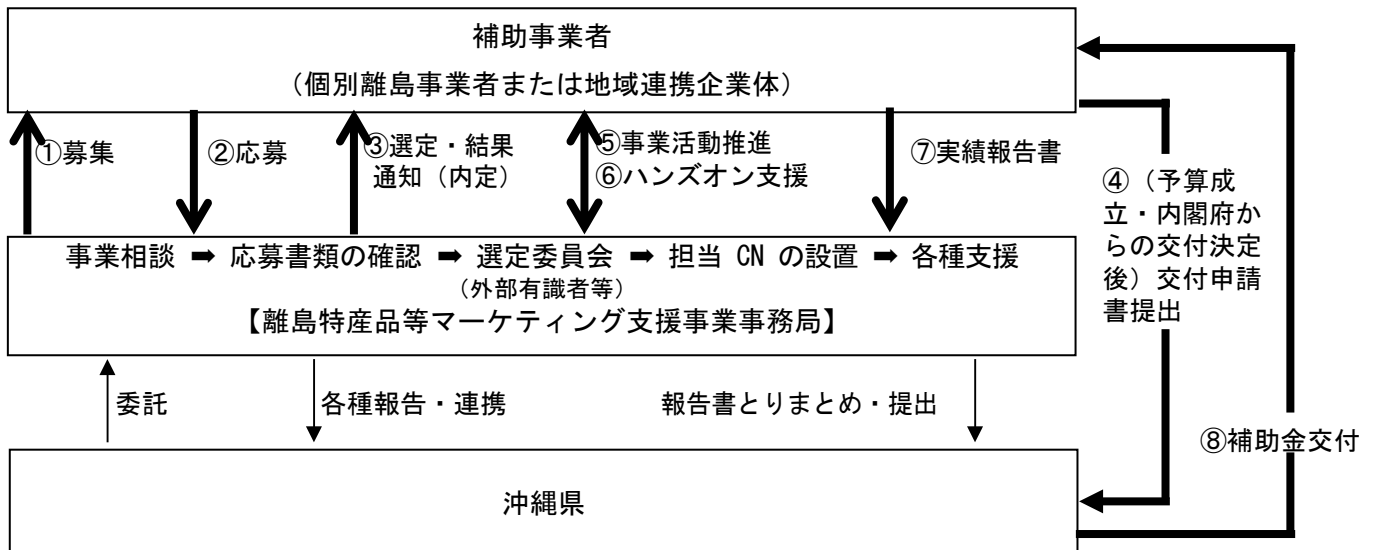 補助事業者
（個別離島事業者または地域連携企業体）
①募集
②応募
③選定・結果
通知（内定）
⑤事業活動推進
⑥ハンズオン支援
⑦実績報告書
④（予算成
立・内閣府か
らの交付決定
後）交付申請
書提出
事業相談 ➡ 応募書類の確認 ➡ 選定委員会 ➡ 担当 CN の設置 ➡ 各種支援
（外部有識者等）
【離島特産品等マーケティング支援事業事務局】
委託
各種報告・連携
報告書とりまとめ・提出
⑧補助金交付
沖縄県